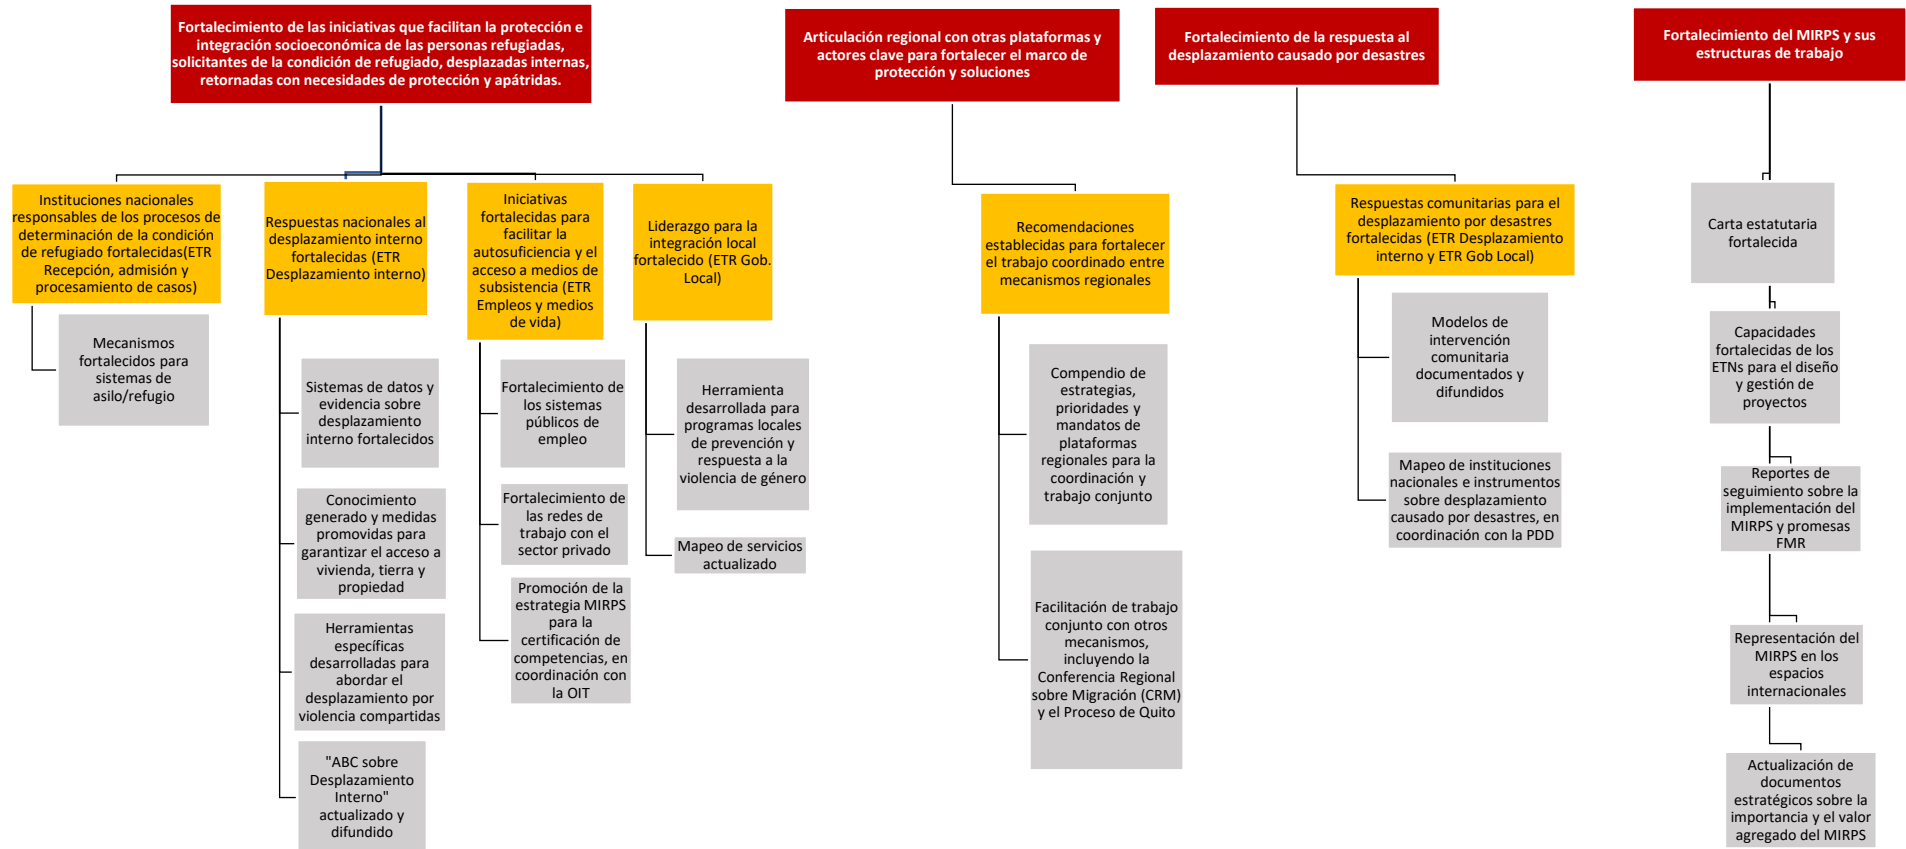 Fortalecimiento de las iniciativas que facilitan la protección e
integración socioeconómica de las personas refugiadas,
solicitantes de la condición de refugiado, desplazadas internas,
retornadas con necesidades de protección y apátridas.
Instituciones nacionales
responsables de los procesos de
determinación de la condición
de refugiado fortalecidas(ETR
Recepción, admisión y
procesamiento de casos)
Mecanismos
fortalecidos para
sistemas de
asilo/refugio
Respuestas nacionales al
desplazamiento interno
fortalecidas (ETR
Desplazamiento interno)
Sistemas de datos y
evidencia sobre
desplazamiento
interno fortalecidos
Conocimiento
generado y medidas
promovidas para
garantizar el acceso a
vivienda, tierra y
propiedad
Herramientas
específicas
desarrolladas para
abordar el
desplazamiento por
violencia compartidas
"ABC sobre
Desplazamiento
Interno"
actualizado y
difundido
Iniciativas
fortalecidas para
facilitar la
autosuficiencia y el
acceso a medios de
subsistencia (ETR
Empleos y medios
de vida)
Fortalecimiento de
los sistemas
públicos de
empleo
Fortalecimiento de
las redes de
trabajo con el
sector privado
Promoción de la
estrategia MIRPS
para la
certificación de
competencias, en
coordinación con
la OIT
Liderazgo para la
integración local
fortalecido (ETR Gob.
Local)
Herramienta
desarrollada para
programas locales
de prevención y
respuesta a la
violencia de género
Mapeo de servicios
actualizado
Articulación regional con otras plataformas y
actores clave para fortalecer el marco de
protección y soluciones
Recomendaciones
establecidas para fortalecer
el trabajo coordinado entre
mecanismos regionales
Compendio de
estrategias,
prioridades y
mandatos de
plataformas
regionales para la
coordinación y
trabajo conjunto
Facilitación de trabajo
conjunto con otros
mecanismos,
incluyendo la
Conferencia Regional
sobre Migración (CRM)
y el Proceso de Quito
Fortalecimiento de la respuesta al
desplazamiento causado por desastres
Respuestas comunitarias para el
desplazamiento por desastres
fortalecidas (ETR Desplazamiento
interno y ETR Gob Local)
Modelos de
intervención
comunitaria
documentados y
difundidos
Mapeo de instituciones
nacionales e instrumentos
sobre desplazamiento
causado por desastres, en
coordinación con la PDD
Fortalecimiento del MIRPS y sus
estructuras de trabajo
Carta estatutaria
fortalecida
Capacidades
fortalecidas de los
ETNs para el diseño
y gestión de
proyectos
Reportes de
seguimiento sobre la
implementación del
MIRPS y promesas
FMR
Representación del
MIRPS en los
espacios
internacionales
Actualización de
documentos
estratégicos sobre la
importancia y el valor
agregado del MIRPS